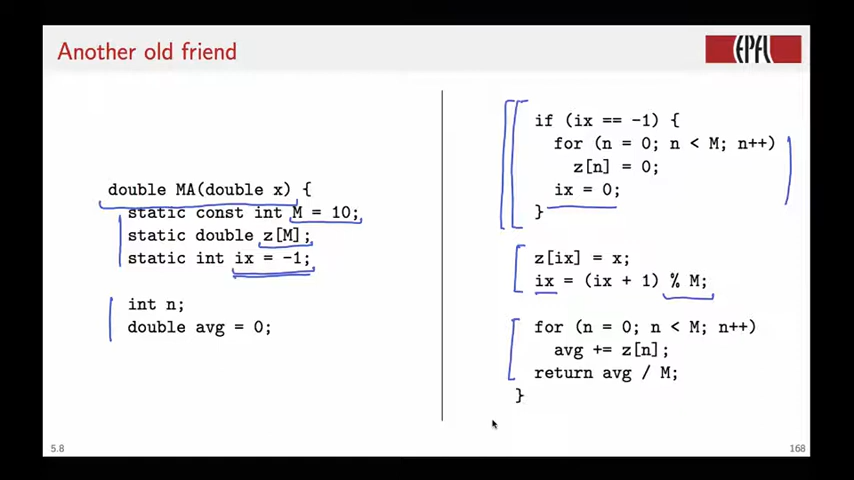 Another old friend
EPFL
double MA(double x) {
static const int M = 10;
static double z[M];
static int ix = -1;
int n;
double avg = 0;
if (ix == -1) {
for (n = 0; n < M; n++)
z[n] = 0;
ix = 0;
}
z[ix] = x;
ix = (ix + 1) % M;
for (n = 0; n < M; n++)
avg += z[n];
return avg / M;
}
5.8
168